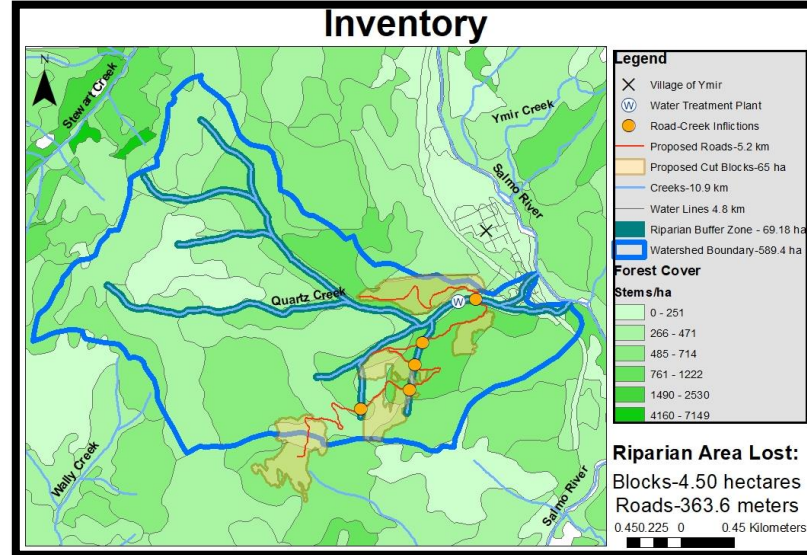 Inventory
N
Stewart Creek
Ymir Creek
Salmo River
Quartz Creek
W
Wally Creek
Salmo River
Legend
Village of Ymir
W Water Treatment Plant
Road-Creek Inflictions
Proposed Roads-5.2 km
Proposed Cut Blocks-65 ha
Creeks-10.9 km
Water Lines 4.8 km
Riparian Buffer Zone - 69.18 ha
Watershed Boundary-589.4 ha
Forest Cover
Stems/ha
0 - 251
266 - 471
485 - 714
761 - 1222
1490 - 2530
4160 - 7149
Riparian Area Lost:
Blocks-4.50 hectares
Roads-363.6 meters
0.450.225 0 0.45 Kilometers